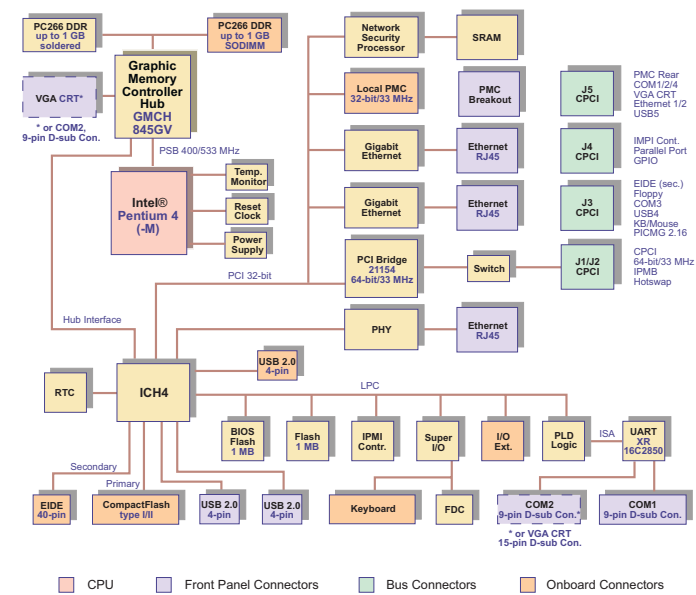 PC266 DDR
up to 1 GB
soldered
PC266 DDR
up to 1 GB
SODIMM
Graphic
Memory
Controller
Hub
GMCH
845GV
VGA CRT*
* or COM2,
9-pin D-sub Con.
PSB 400/533 MHz
Intel®
Pentium 4
(-M)
Temp.
Monitor
Reset
Clock
Power
Supply
Network
Security
Processor
SRAM
Local PMC
32-bit/33 MHz
PMC
Breakout
J5
CPCI
PMC Rear
COM1/2/4
VGA CRT
Ethernet 1/2
USB5
Gigabit
Ethernet
Ethernet
RJ45
J4
CPCI
IMPI Cont.
Parallel Port
GPIO
Gigabit
Ethernet
Ethernet
RJ45
J3
CPCI
EIDE (sec.)
Floppy
COM3
USB4
KB/Mouse
PICMG 2.16
PCI Bridge
21154
64-bit/33 MHz
Switch
J1/J2
CPCI
CPCI
64-bit/33 MHz
IPMB
Hotswap
PCI 32-bit
Hub Interface
PHY
Ethernet
RJ45
USB 2.0
4-pin
RTC
ICH4
LPC
BIOS
Flash
1 MB
Flash
1 MB
IPMI
Contr.
Super
I/O
I/O
Ext.
PLD
Logic
ISA
UART
XR
16C2850
Secondary
Primary
EIDE
40-pin
CompactFlash
type I/II
USB 2.0
4-pin
USB 2.0
4-pin
Keyboard
FDC
COM2
9-pin D-sub Con.*
* or VGA CRT
15-pin D-sub Con.
COM1
9-pin D-sub Con.
CPU
Front Panel Connectors
Bus Connectors
Onboard Connectors